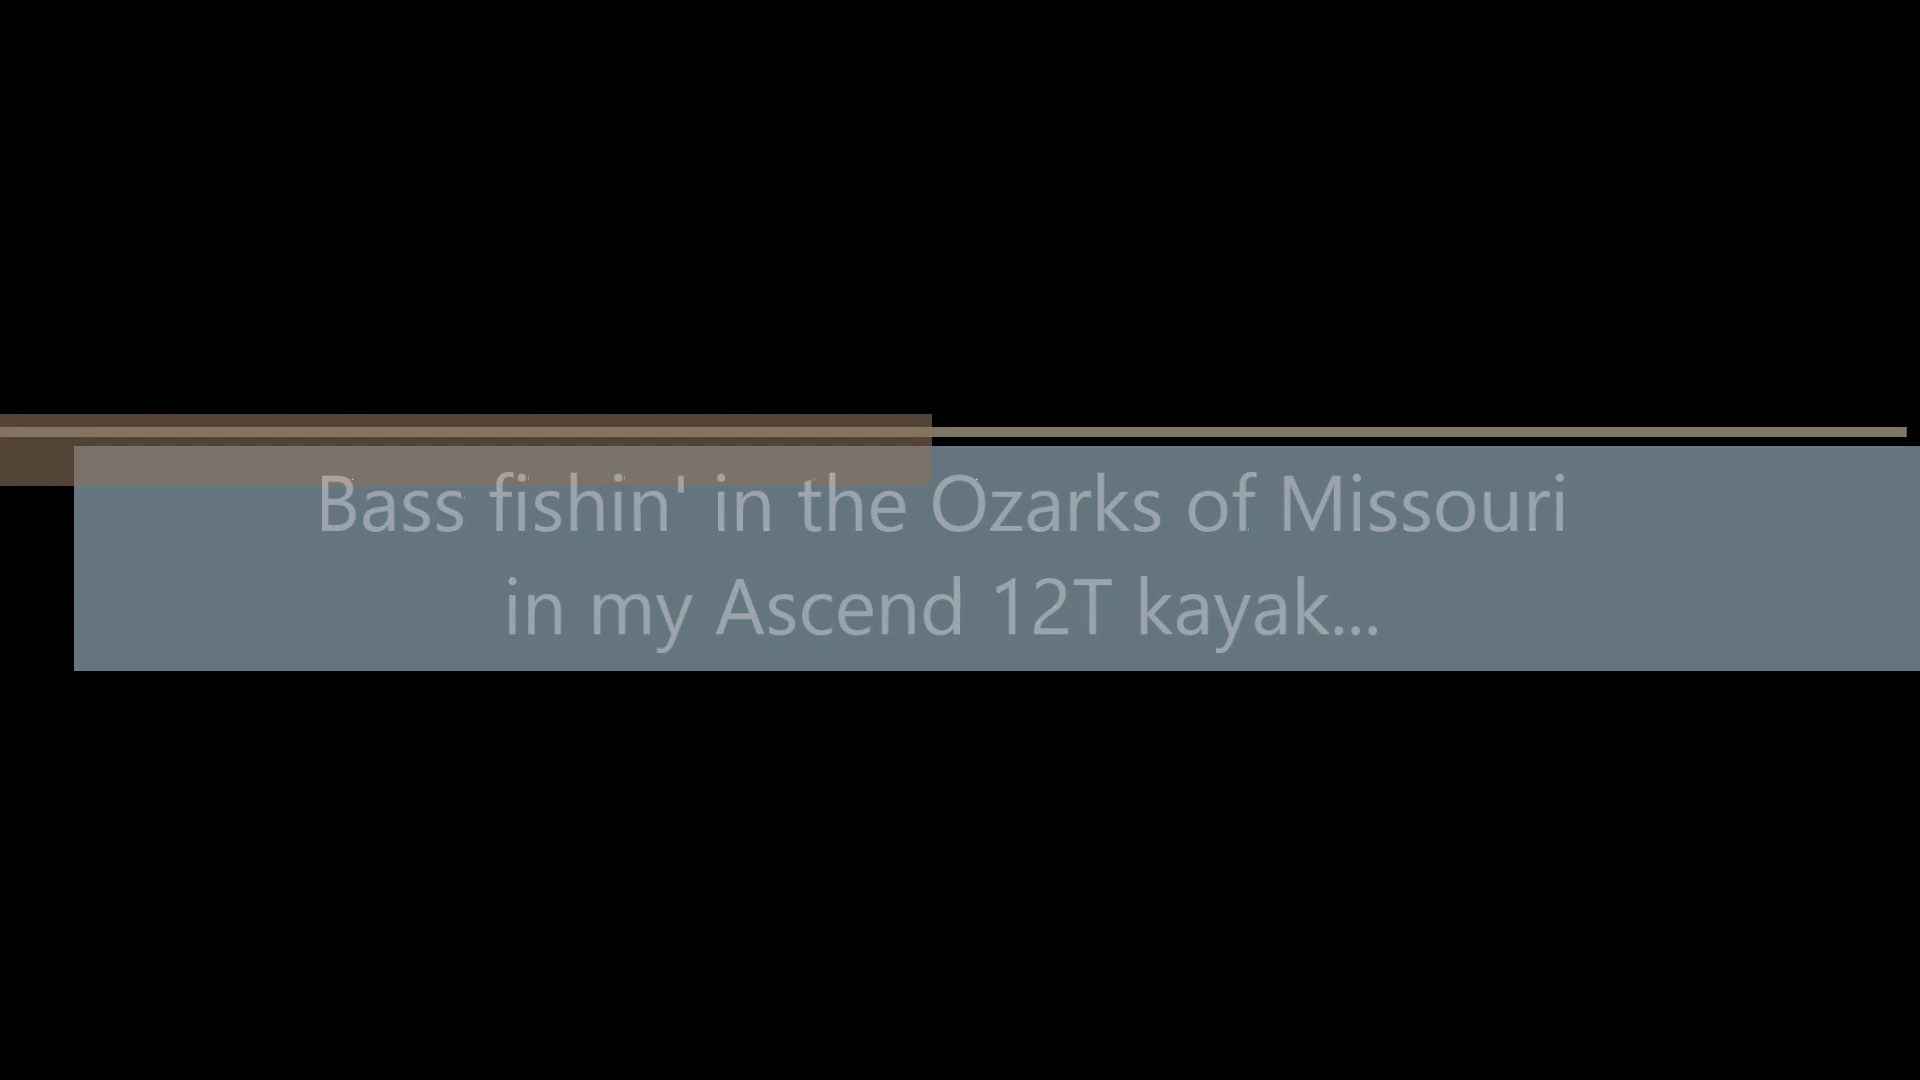 Bass fishin' in the Ozarks of Missouri
in my Ascend 12T kayak...